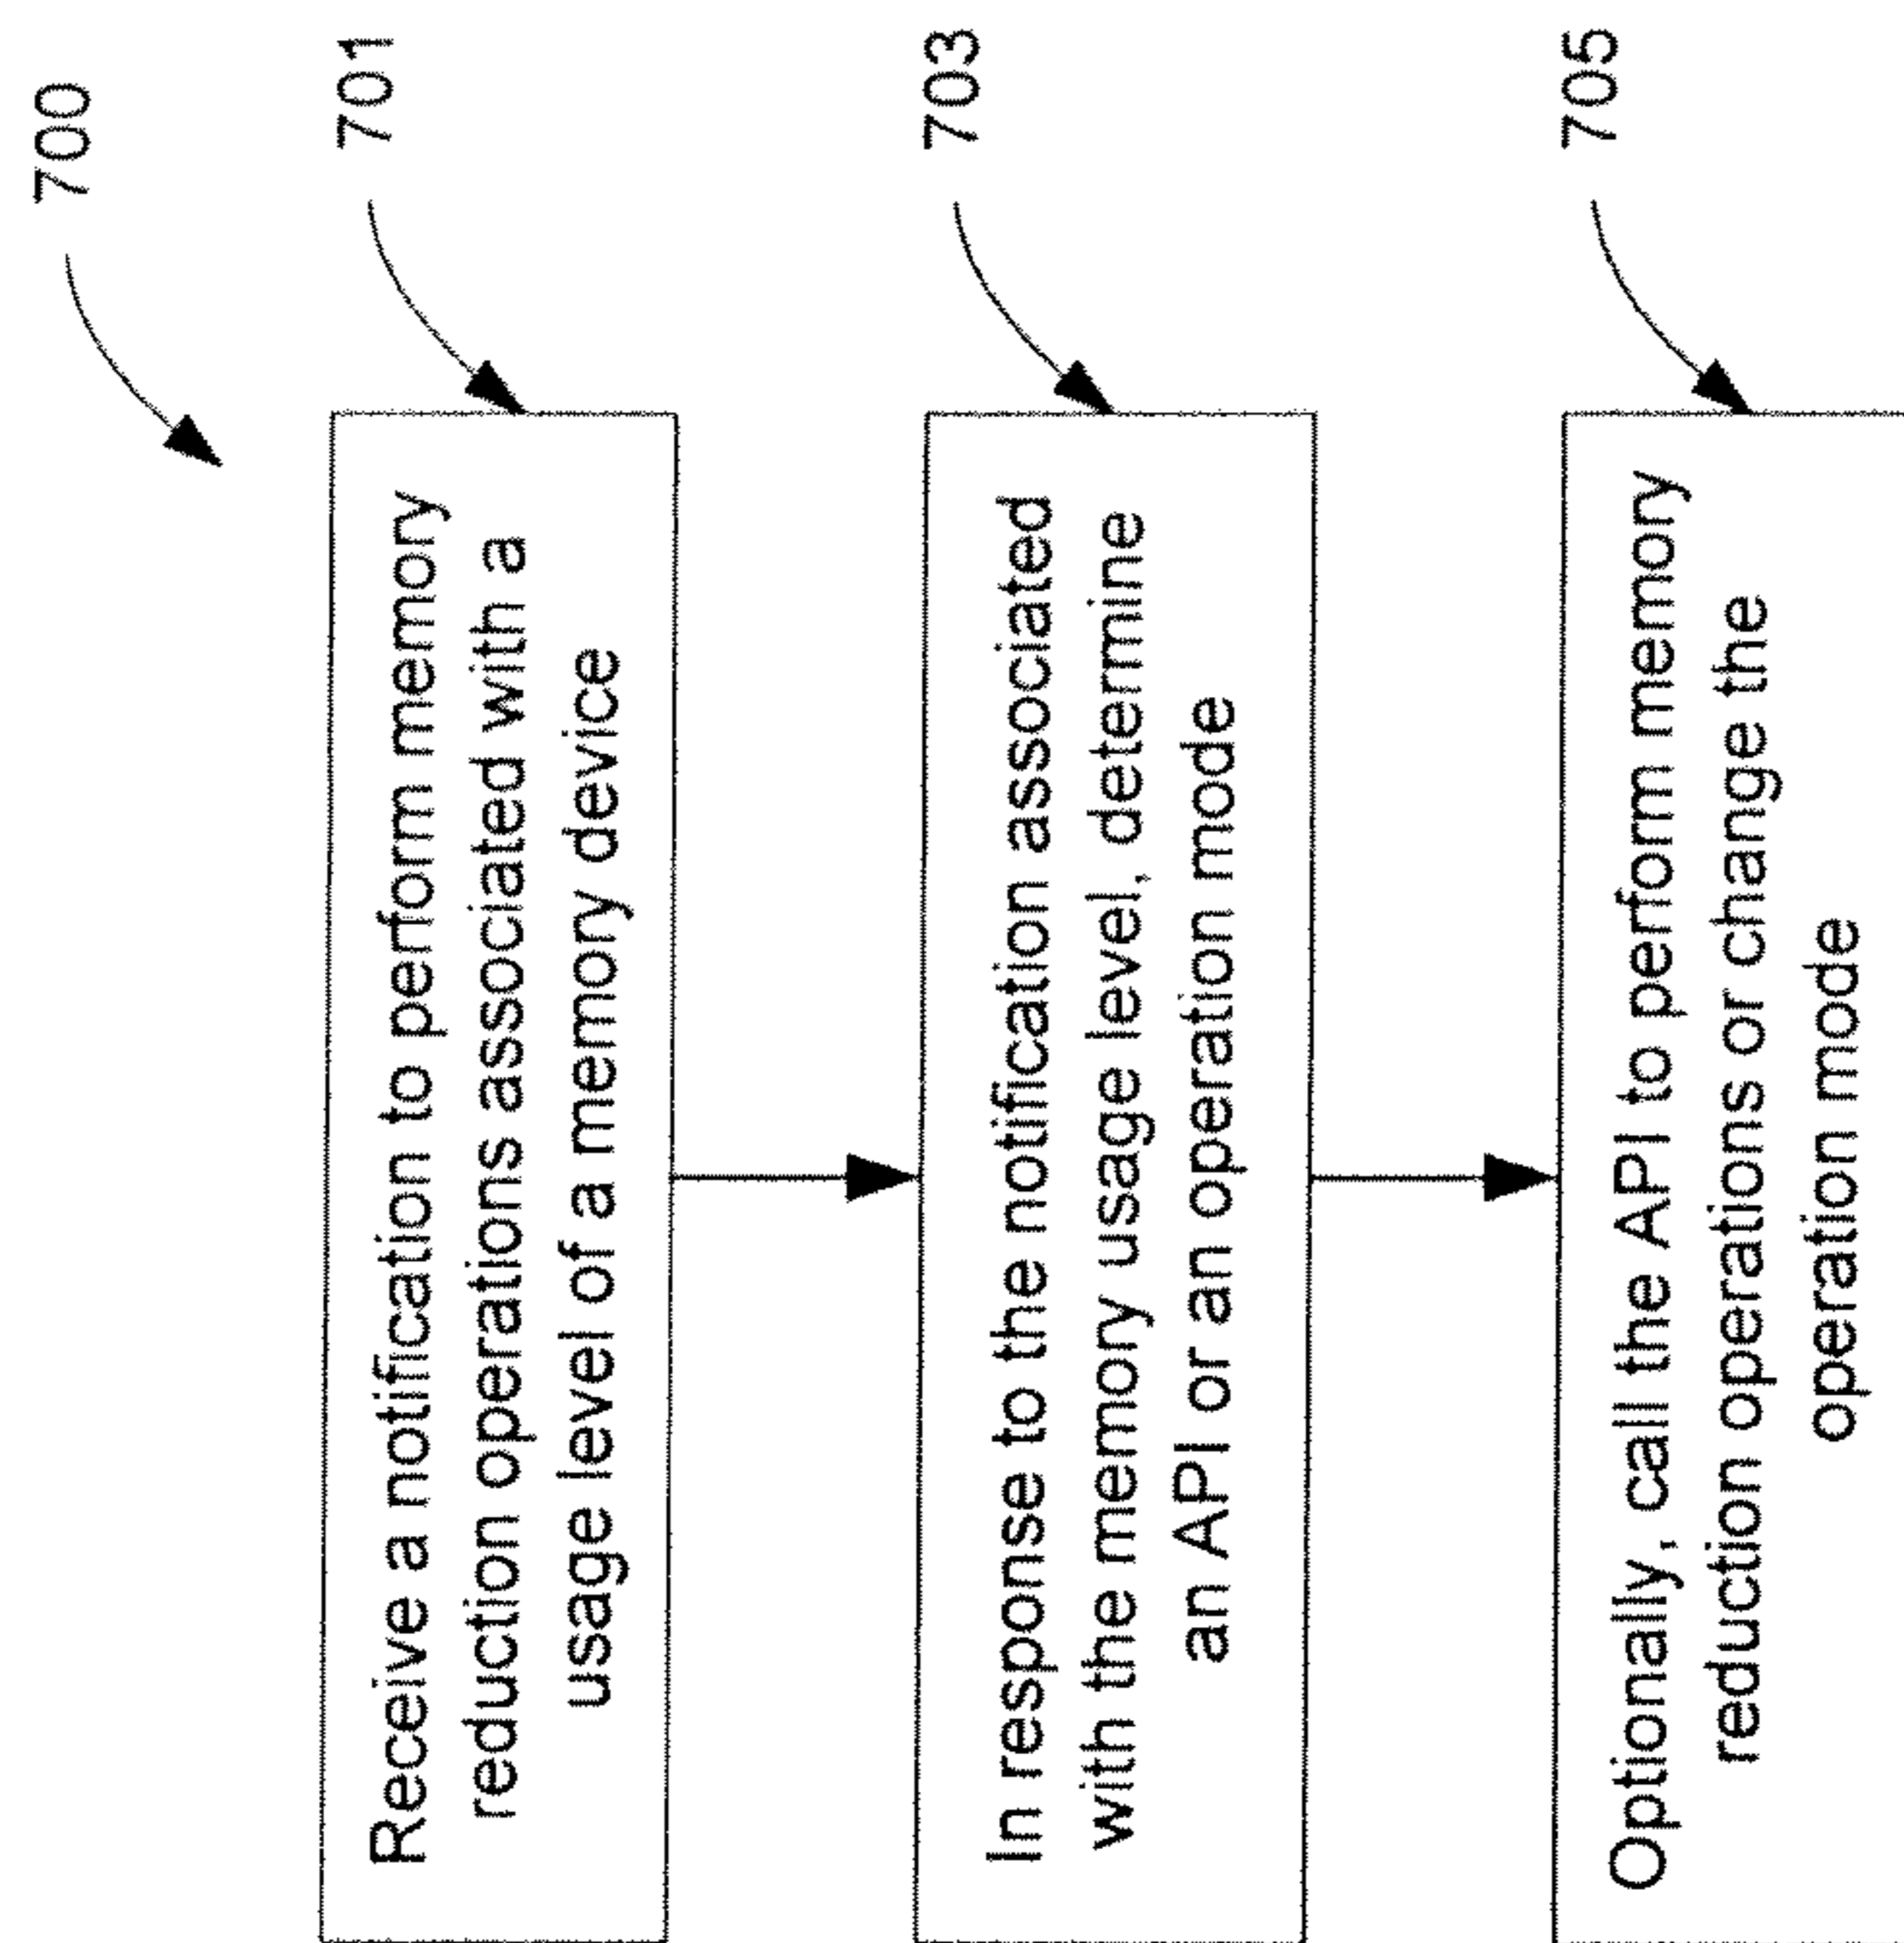 700
701
Receive a notification to perform memory
reduction operations associated with a
usage level of a memory device
703
In response to the notification associated
with the memory usage level, determine
an API or an operation mode
705
Optionally, call the API to perform memory
reduction operations or change the
operation mode